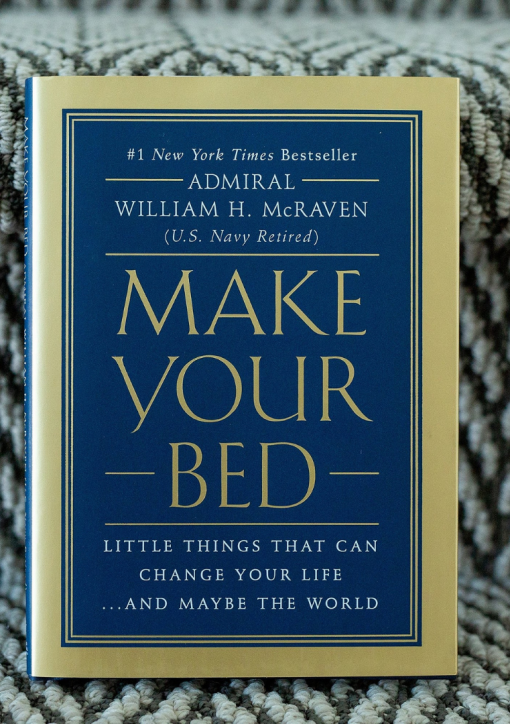 #1 New York Times Bestseller
ADMIRAL
WILLIAM H. McRAVEN
(U.S. Navy Retired)
MAKE
YOUR
BED
LITTLE THINGS THAT CAN
CHANGE YOUR LIFE
...AND MAYBE THE WORLD